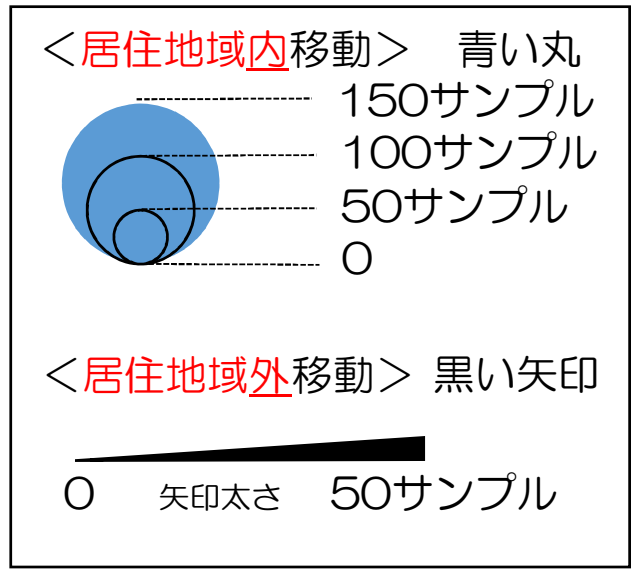 ＜居住地域内移動＞ 青い丸
150サンプル
100サンプル
50サンプル
0
＜居住地域外移動＞ 黒い矢印
0 矢印太さ 50サンプル